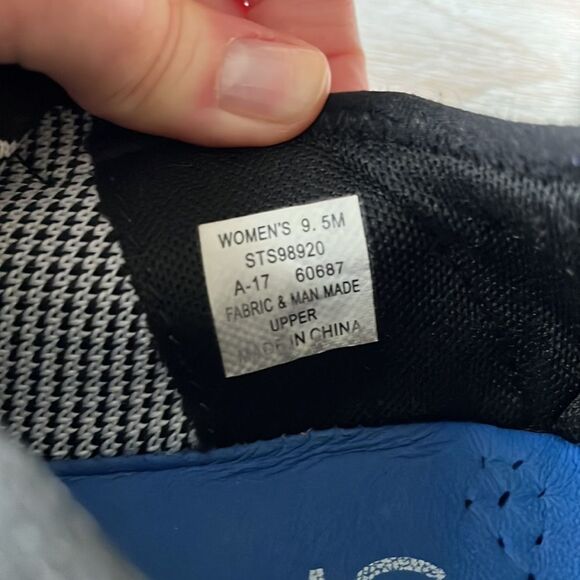 WOMEN'S 9.5M
STS98920
A-17 60687
FABRIC & MAN MADE
UPPER
MADE IN CHINA